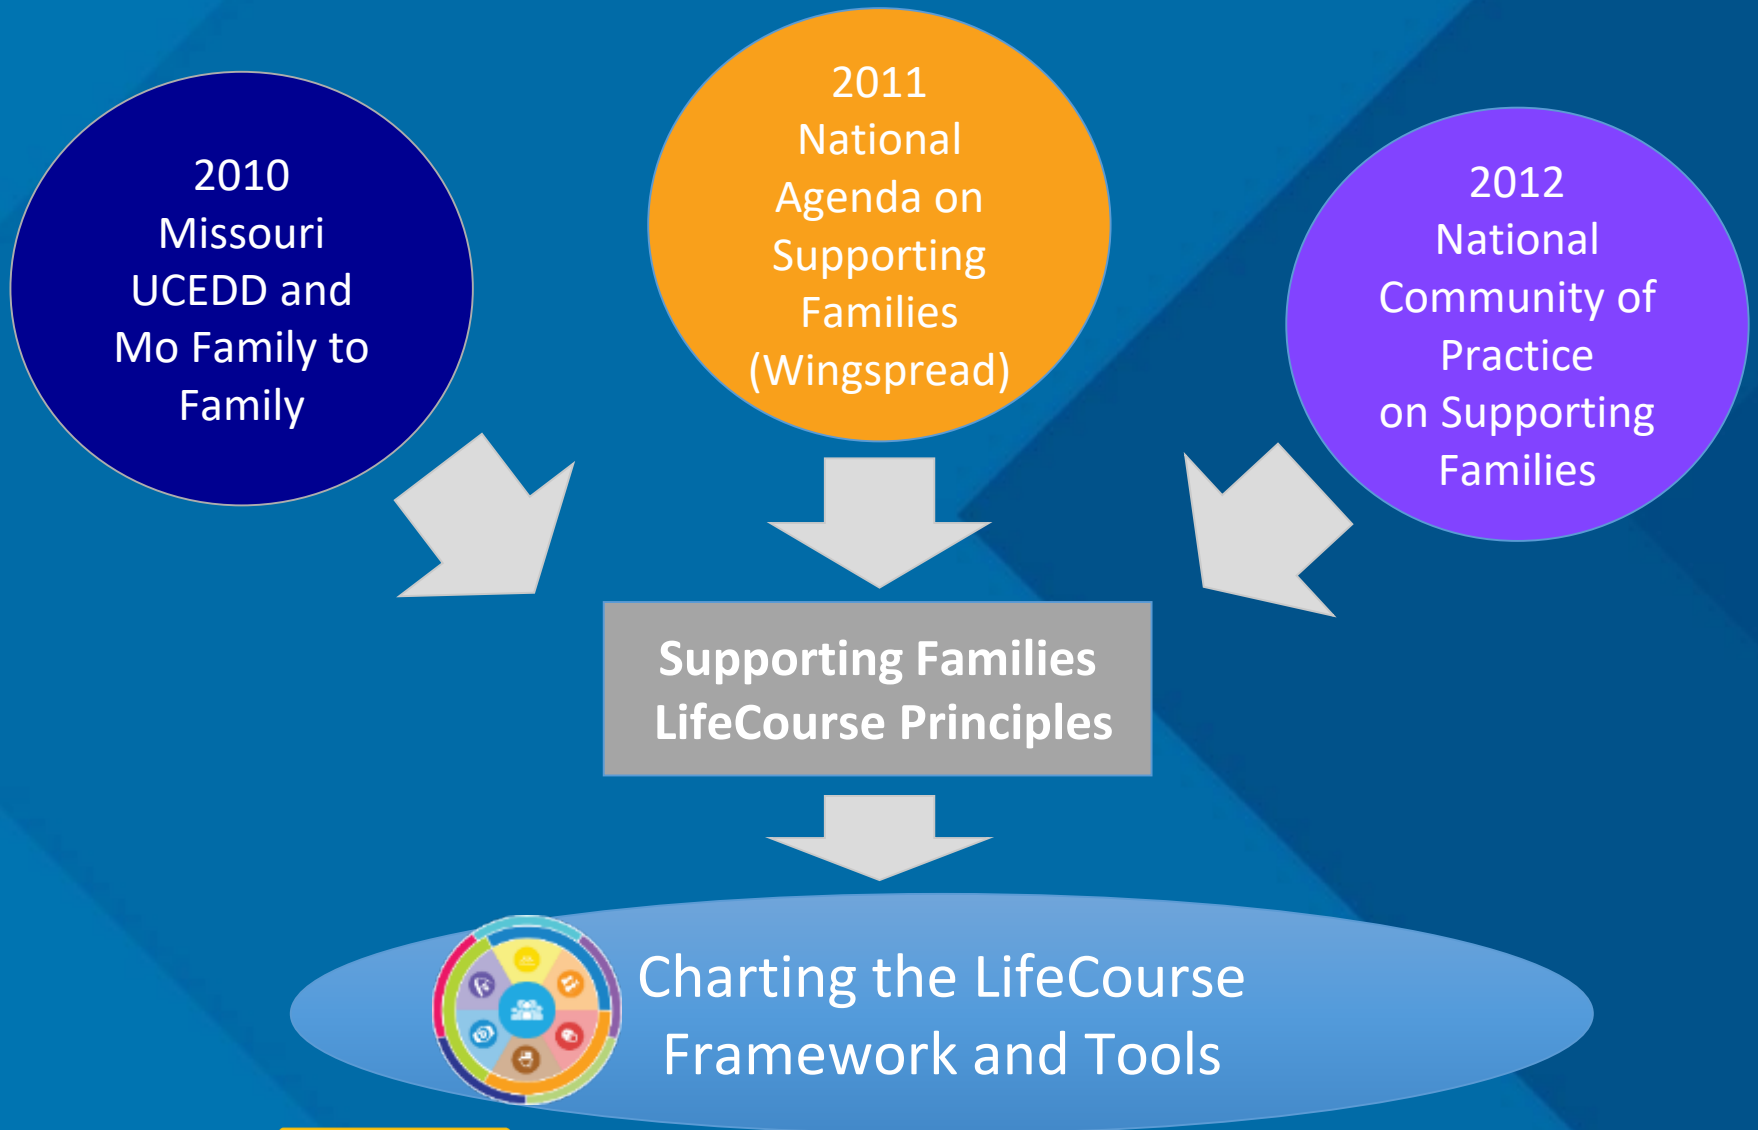 2010
Missouri
UCEDD and
Mo Family to
Family
2011
National
Agenda on
Supporting
Families
(Wingspread)
2012
National
Community of
Practice
on Supporting
Families
Supporting Families
LifeCourse Principles
Charting the LifeCourse
Framework and Tools